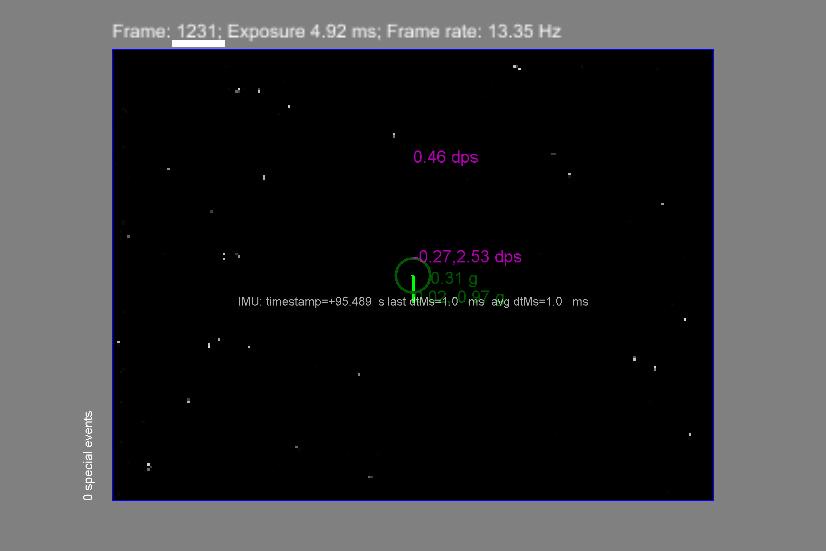 Frame: 1231; Exposure 4.92 ms; Frame rate: 13.35 Hz
0.46 dps
-0.27,2.53 dps
0.31 g
0.97 g
IMU: timestamp=+95.489 s last dtMs=1.0 ms avg dtMs=1.0 ms
0 special events